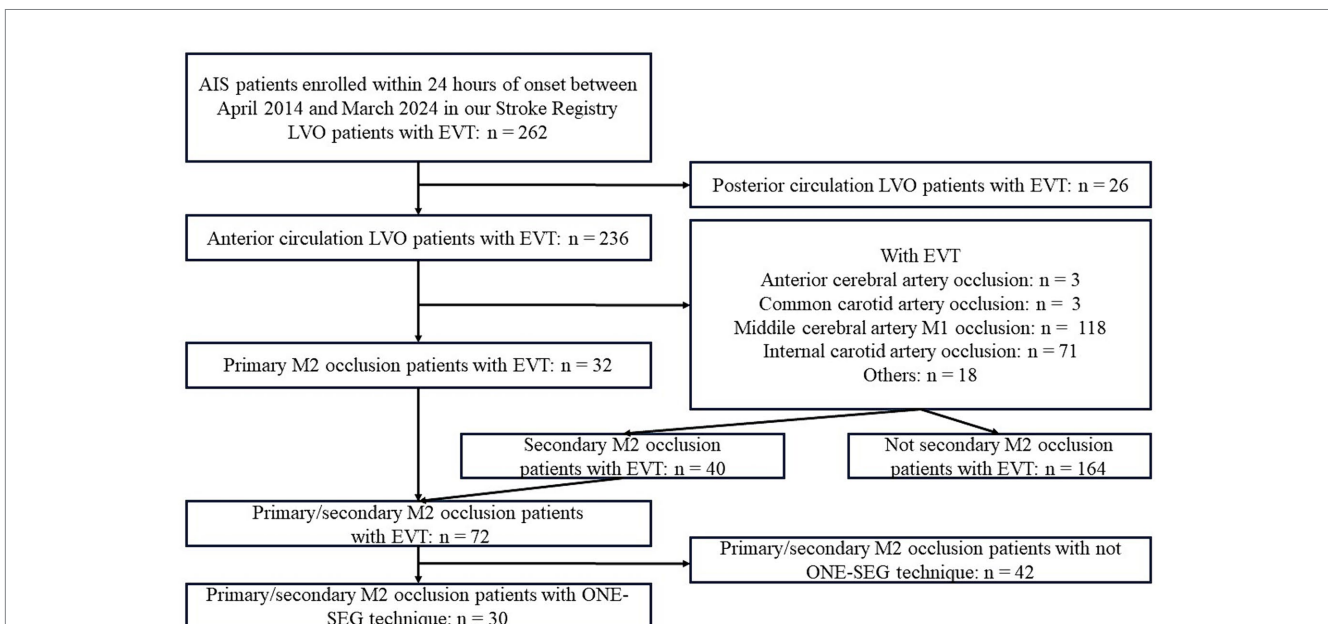 AIS patients enrolled within 24 hours of onset between
April 2014 and March 2024 in our Stroke Registry
LVO patients with EVT: n = 262
Posterior circulation LVO patients with EVT: n = 26
Anterior circulation LVO patients with EVT: n = 236
With EVT
Anterior cerebral artery occlusion: n = 3
Common carotid artery occlusion: n = 3
Middile cerebral artery M1 occlusion: n = 118
Internal carotid artery occlusion: n = 71
Others: n = 18
Primary M2 occlusion patients with EVT: n = 32
Secondary M2 occlusion
patients with EVT: n = 40
Not secondary M2 occlusion
patients with EVT: n = 164
Primary/secondary M2 occlusion patients
with EVT: n = 72
Primary/secondary M2 occlusion patients with not
ONE-SEG technique: n = 42
Primary/secondary M2 occlusion patients with ONE-
SEG technique: n = 30